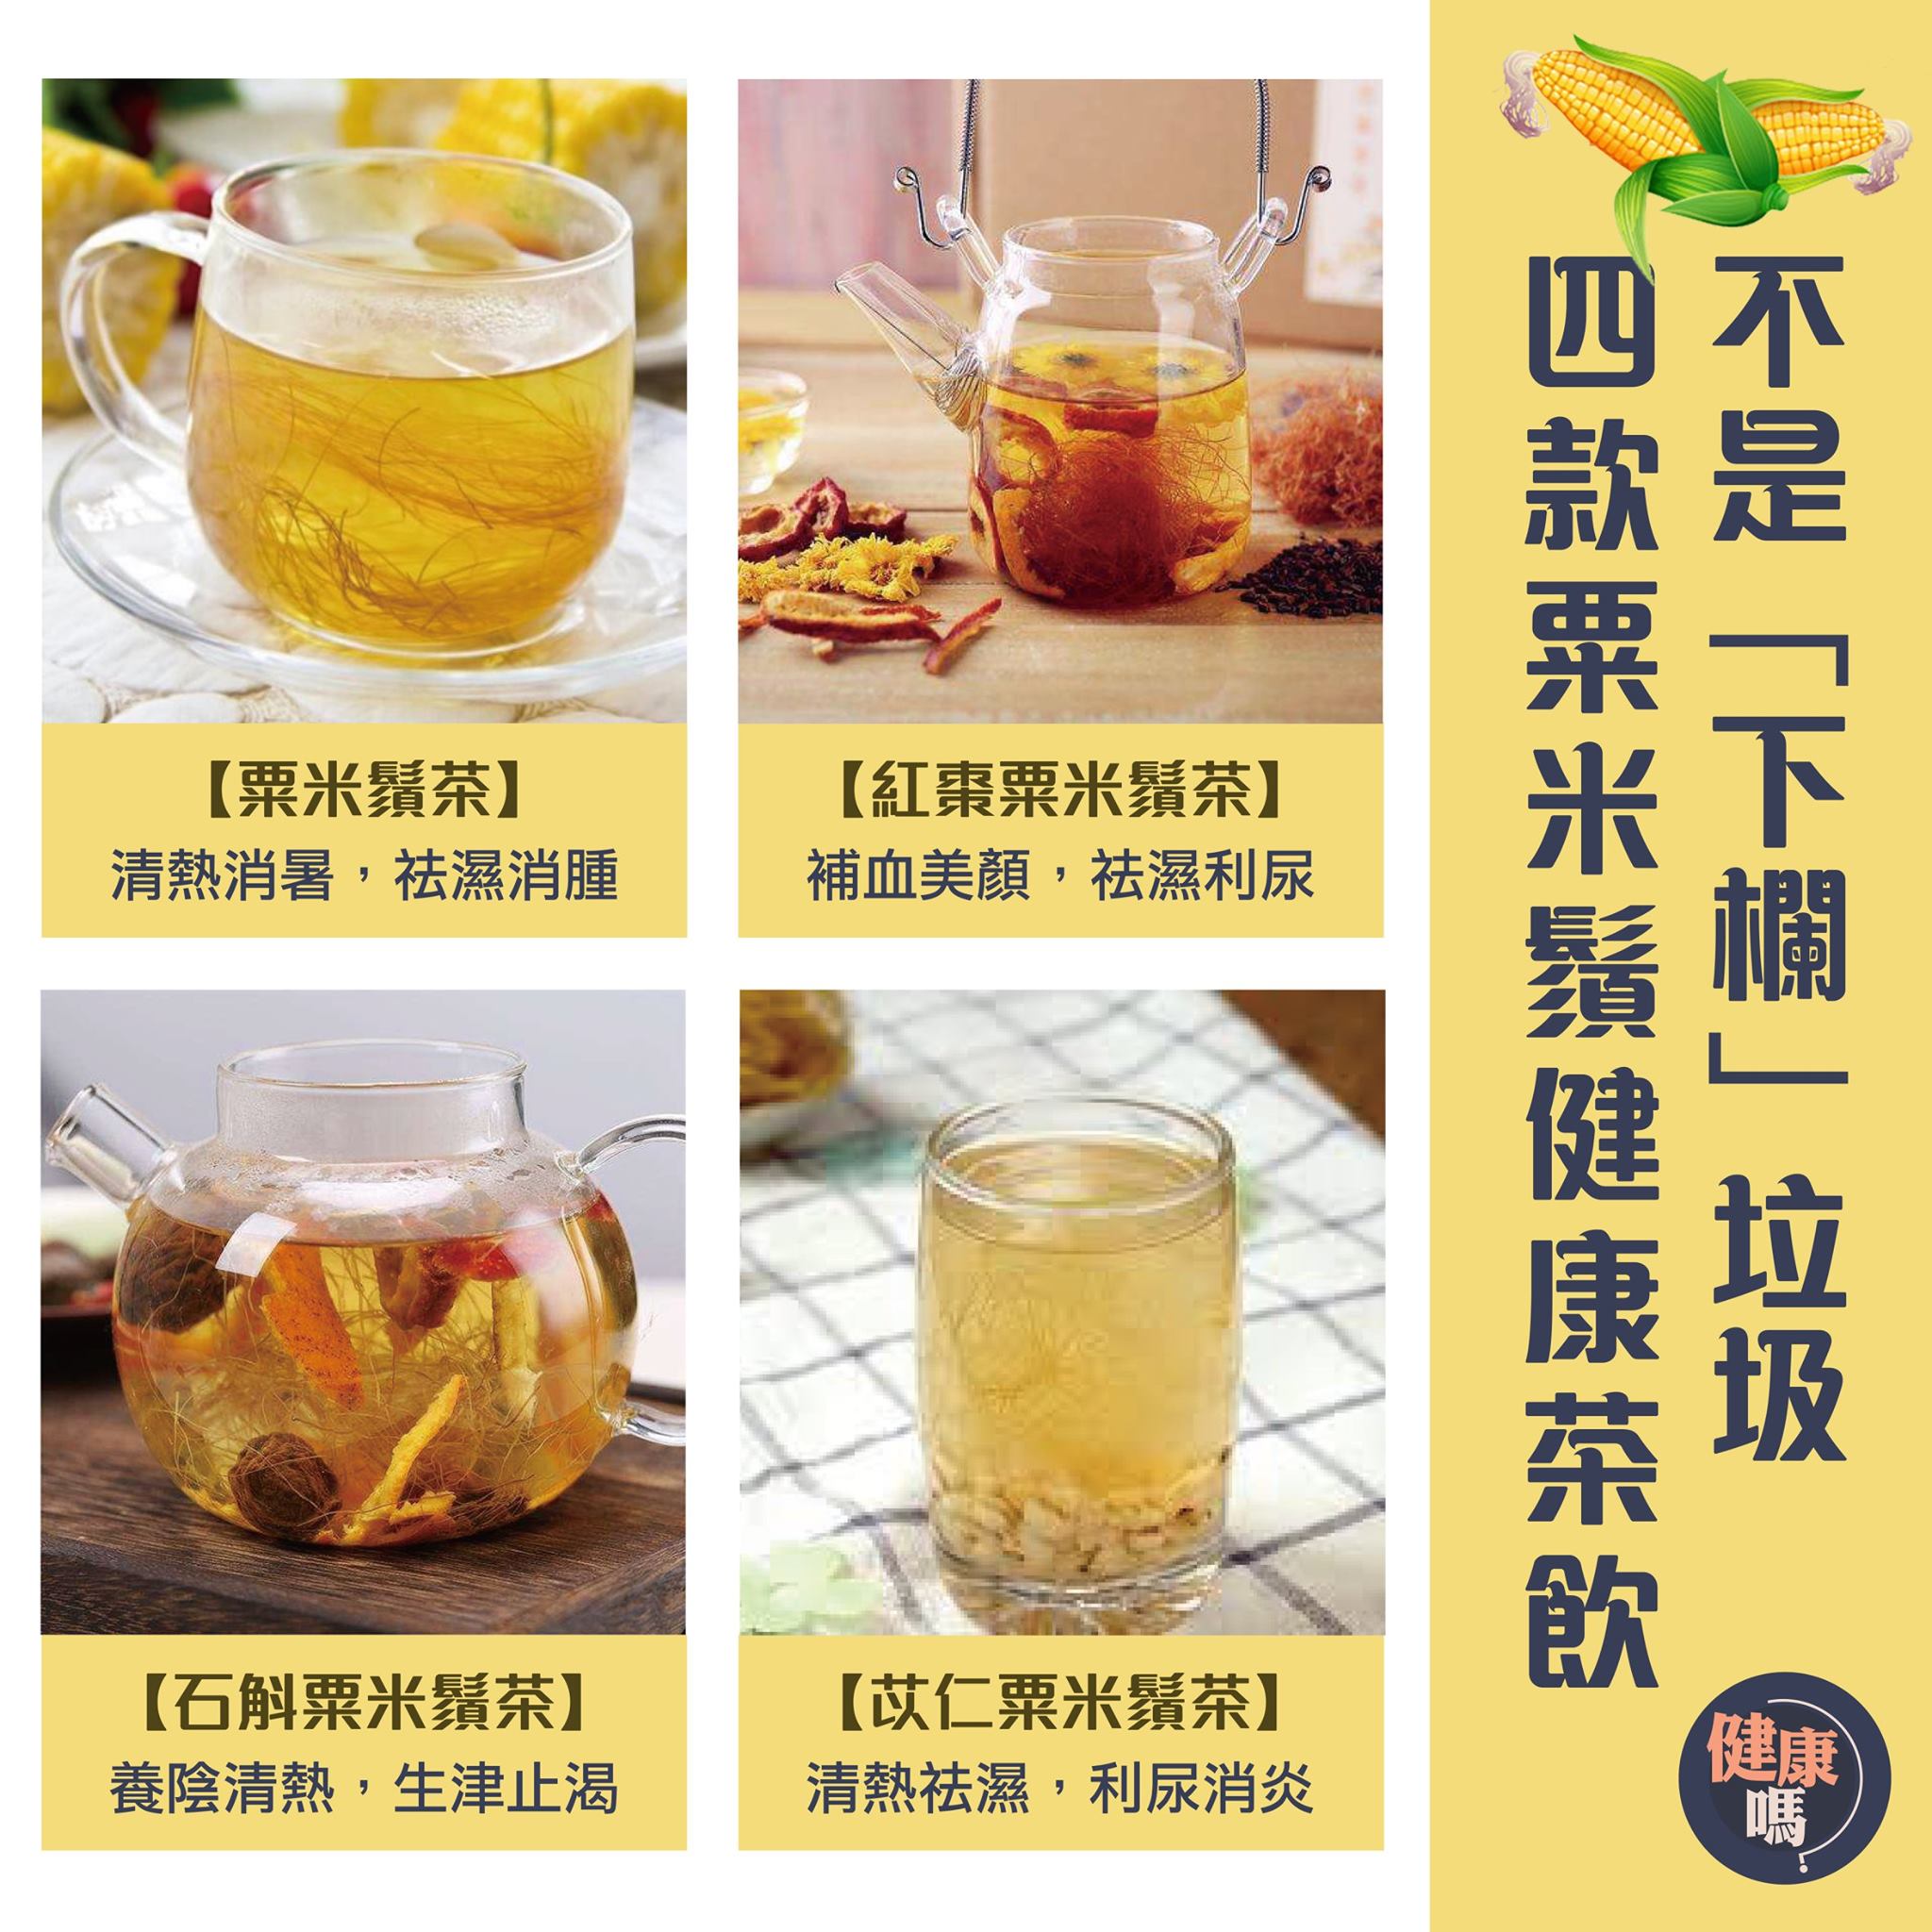 不是「下欄」垃圾
四款粟米鬚健康茶飲
【粟米鬚茶】
清熱消暑，祛濕消腫
【紅棗粟米鬚茶】
補血美顏，祛濕利尿
【石斛粟米鬚茶】
養陰清熱，生津止渴
【苡仁粟米鬚茶】
清熱祛濕，利尿消炎
健康
嗎?